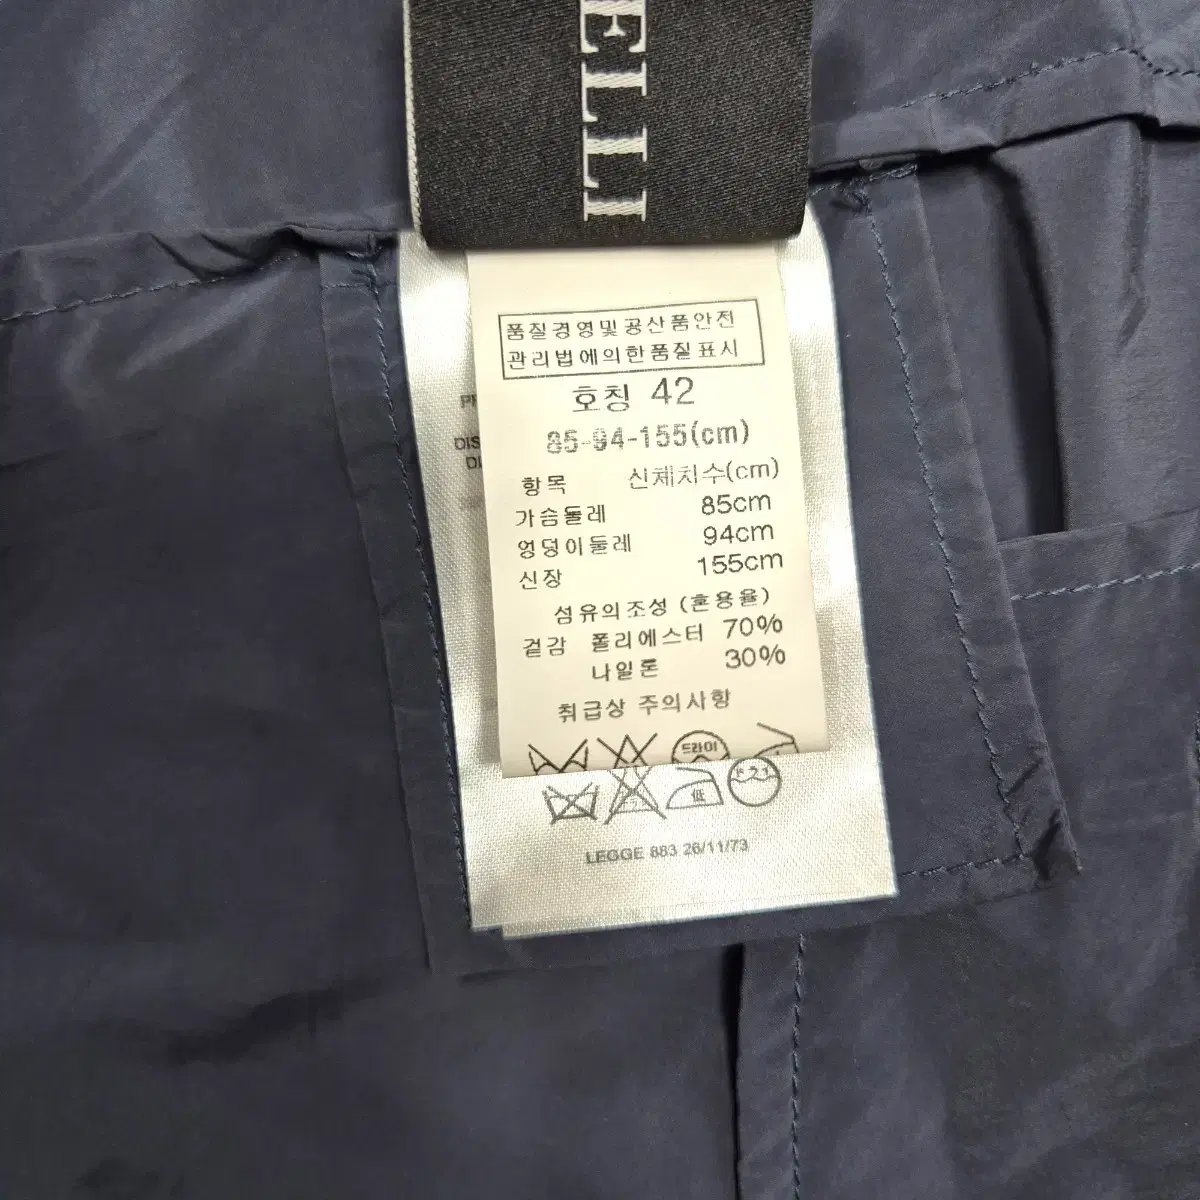 ELLI
품질경영및공산품안전
관리법에의한품질표시
호칭 42
85-94-155(cm)
항목 신체치수(cm)
가슴둘레 85cm
엉덩이둘레 94cm
신장 155cm
섬유의조성 (혼용율)
겉감 폴리에스터 70%
나일론 30%
취급상 주의사항
드라이
低
LEGGE 883 26/11/73